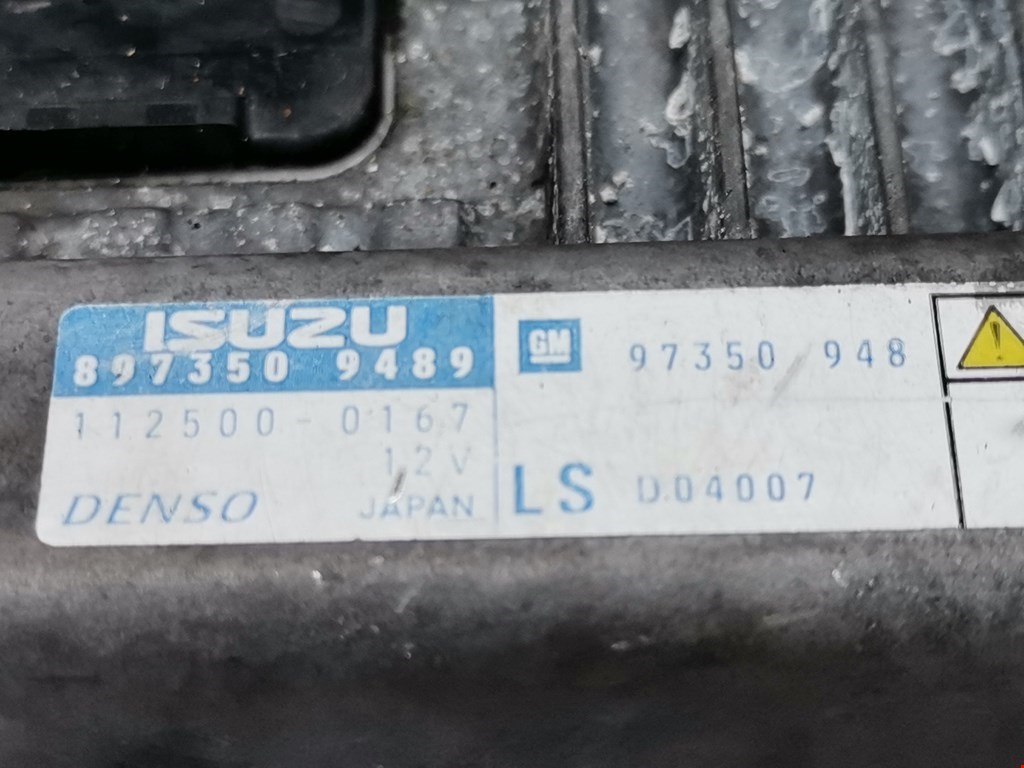 ISUZU
897350 9489
112500-0167
12V
DENSO JAPAN
GM 97350 948
LS D04007